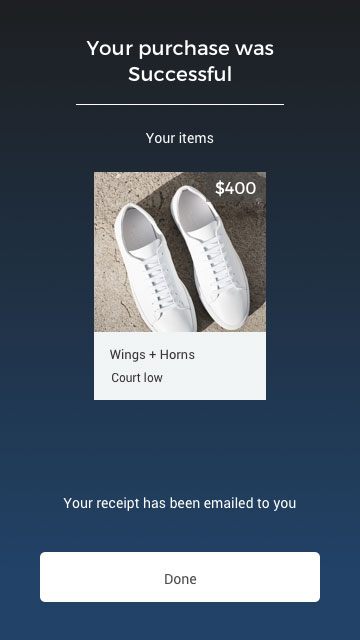 Your purchase was
Successful
Your items
$400
Wings + Horns
Court low
Your receipt has been emailed to you
Done